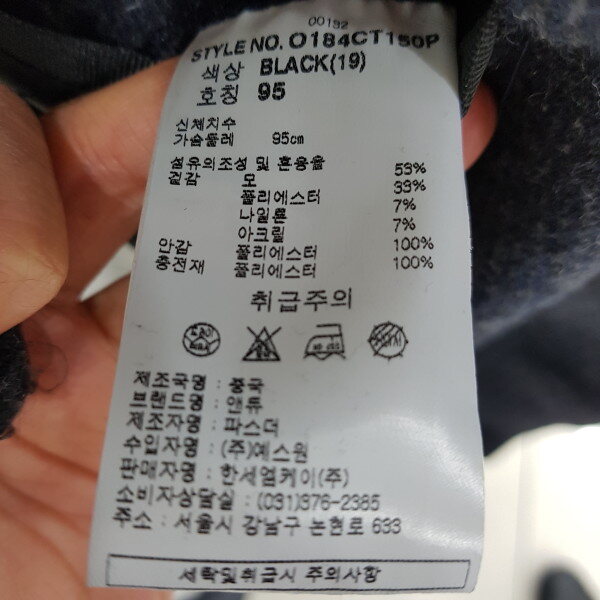 00132
STYLE NO. O184CT150P
색상 BLACK(19)
호칭 95
신체치수
가슴둘레 95cm
섬유의조성 및 혼용율
겉감 모 53%
폴리에스터 33%
나일론 7%
아크릴 7%
안감 폴리에스터 100%
충전재 폴리에스터 100%
취급주의
제조국명 : 중국
브랜드명 : 앤듀
제조자명 : 파스더
수입자명 : (주)예스원
판매자명 : 한세엠케이(주)
소비자상담실 : (031)376-2385
주소 : 서울시 강남구 논현로 633
세탁및취급시 주의사항